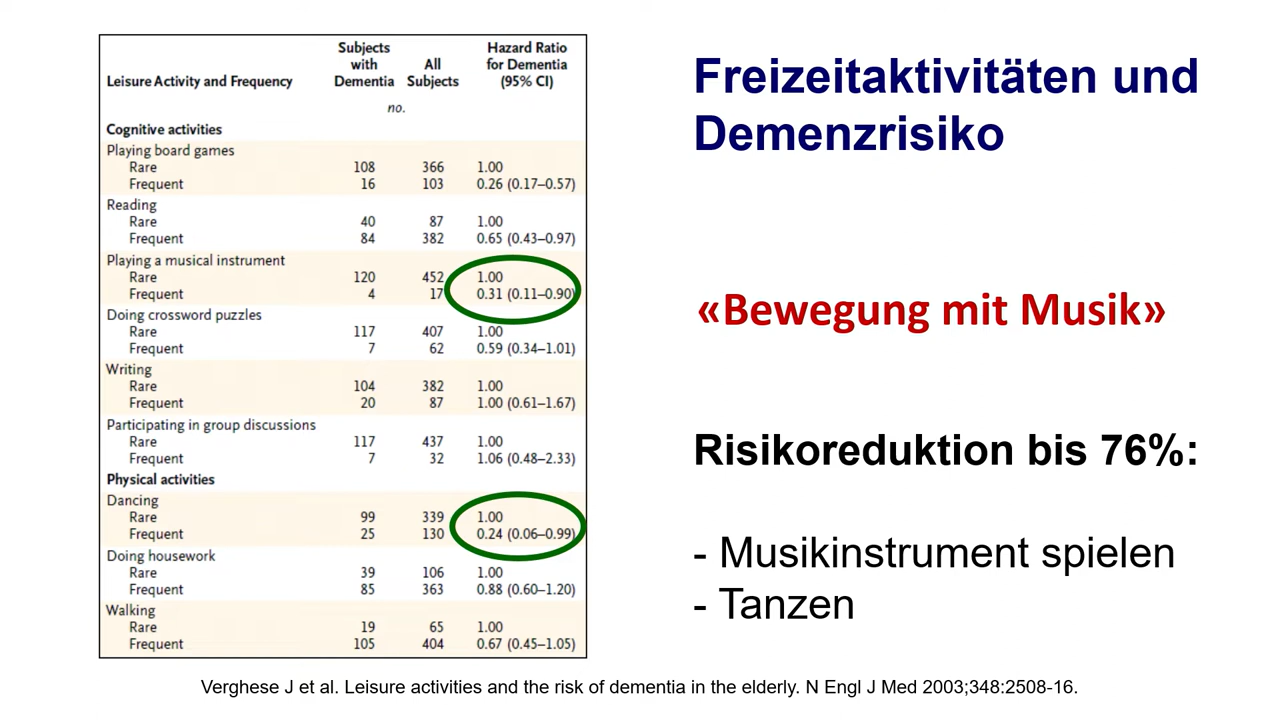 Leisure Activity and Frequency Subjects with Dementia All Subjects Hazard Ratio for Dementia (95% CI)
no.
Cognitive activities
Playing board games
Rare 108 366 1.00
Frequent 16 103 0.26 (0.17–0.57)
Reading
Rare 40 87 1.00
Frequent 84 382 0.65 (0.43–0.97)
Playing a musical instrument
Rare 120 452 1.00
Frequent 4 17 0.31 (0.11–0.90)
Doing crossword puzzles
Rare 117 407 1.00
Frequent 7 62 0.59 (0.34–1.01)
Writing
Rare 104 382 1.00
Frequent 20 87 1.00 (0.61–1.67)
Participating in group discussions
Rare 117 437 1.00
Frequent 7 32 1.06 (0.48–2.33)
Physical activities
Dancing
Rare 99 339 1.00
Frequent 25 130 0.24 (0.06–0.99)
Doing housework
Rare 39 106 1.00
Frequent 85 363 0.88 (0.60–1.20)
Walking
Rare 19 65 1.00
Frequent 105 404 0.67 (0.45–1.05)
Freizeitaktivitäten und
Demenzrisiko
«Bewegung mit Musik»
Risikoreduktion bis 76%:
- Musikinstrument spielen
- Tanzen
Verghese J et al. Leisure activities and the risk of dementia in the elderly. N Engl J Med 2003;348:2508-16.